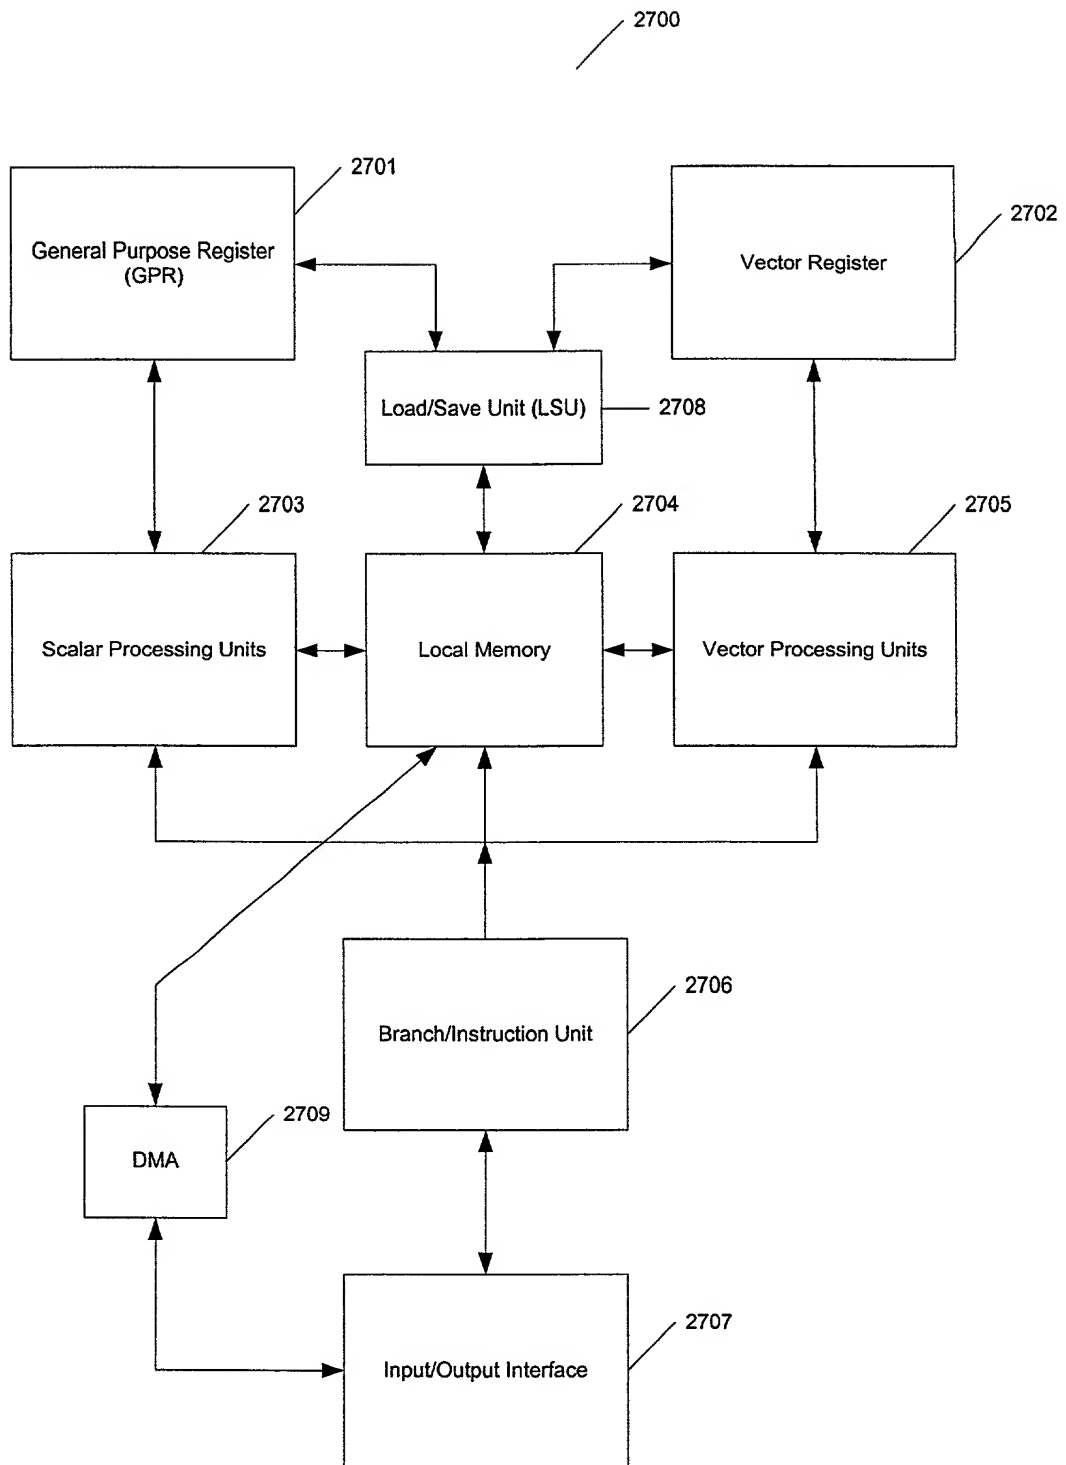 2700
2701
General Purpose Register
(GPR)
2702
Vector Register
Load/Save Unit (LSU)
2708
2703
2704
2705
Scalar Processing Units
Local Memory
Vector Processing Units
2706
Branch/Instruction Unit
2709
DMA
2707
Input/Output Interface